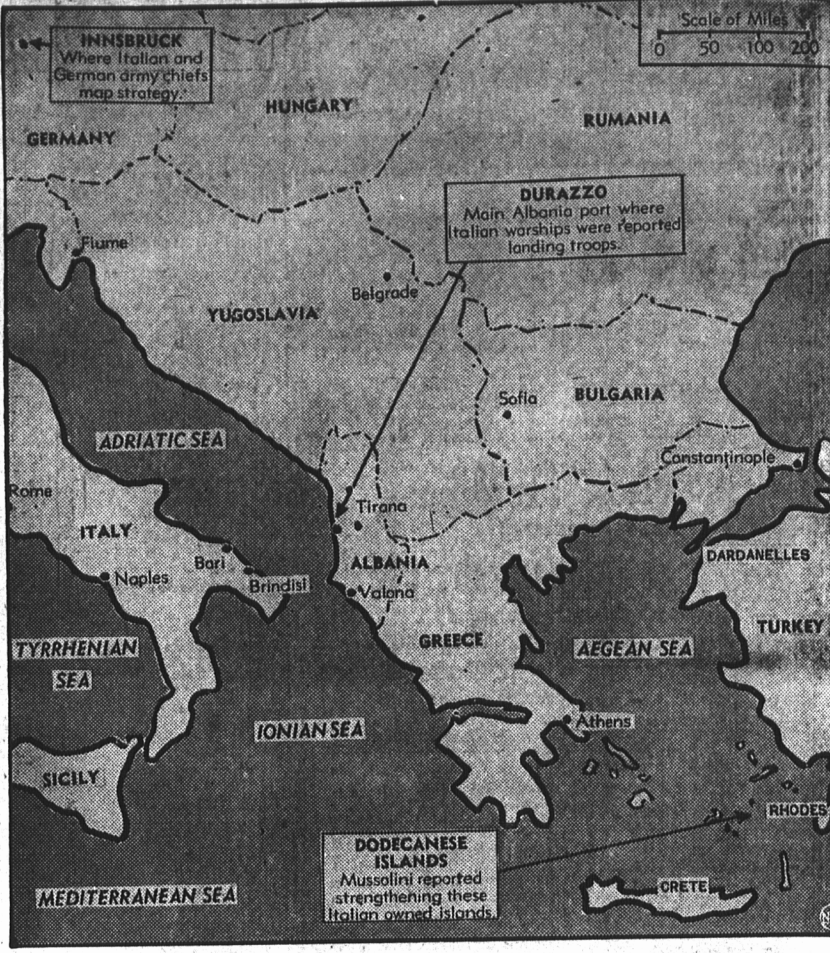 INNSBRUCK
Where Italian and
German army chiefs
map strategy.
Scale of Miles
0 50 100 200
HUNGARY
RUMANIA
GERMANY
DURAZZO
Main Albania port where
Italian warships were reported
landing troops.
Fiume
Belgrade
YUGOSLAVIA
Sofia
BULGARIA
ADRIATIC SEA
Constantinople
Rome
Tirana
ITALY
Bari
ALBANIA
DARDANELLES
Naples
Brindisi
Valona
TURKEY
GREECE
AEGEAN SEA
TYRRHENIAN
SEA
IONIAN SEA
Athens
SICILY
RHODES
DODECANESE
ISLANDS
Mussolini reported
strengthening these
Italian owned islands.
CRETE
MEDITERRANEAN SEA